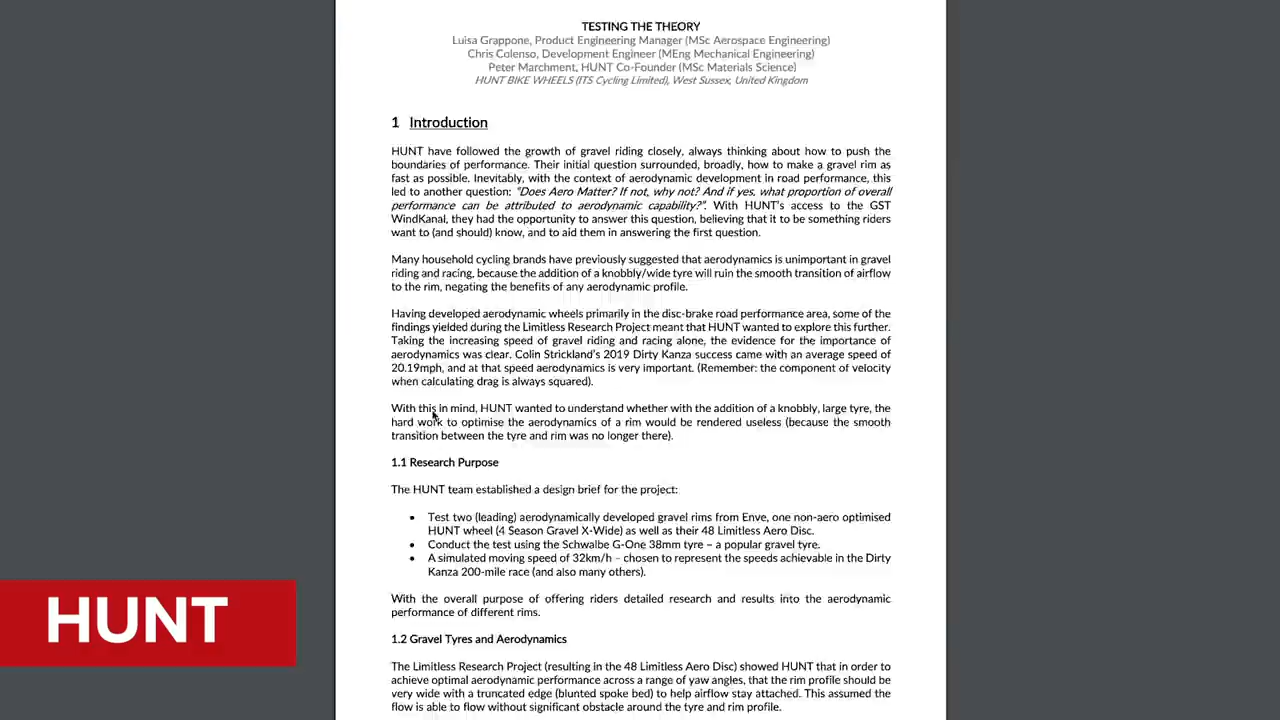 TESTING THE THEORY
Luisa Grappone, Product Engineering Manager (MSc Aerospace Engineering)
Chris Colenso, Development Engineer (MEng Mechanical Engineering)
Peter Marchment, HUNT Co-Founder (MSc Materials Science)
HUNT BIKE WHEELS (ITS Cycling Limited), West Sussex, United Kingdom
1 Introduction
HUNT have followed the growth of gravel riding closely, always thinking about how to push the
boundaries of performance. Their initial question surrounded, broadly, how to make a gravel rim as
fast as possible. Inevitably, with the context of aerodynamic development in road performance, this
led to another question: "Does Aero Matter? If not, why not? And if yes, what proportion of overall
performance can be attributed to aerodynamic capability?". With HUNT's access to the GST
WindKanal, they had the opportunity to answer this question, believing that it to be something riders
want to (and should) know, and to aid them in answering the first question.
Many household cycling brands have previously suggested that aerodynamics is unimportant in gravel
riding and racing, because the addition of a knobbly/wide tyre will ruin the smooth transition of airflow
to the rim, negating the benefits of any aerodynamic profile.
Having developed aerodynamic wheels primarily in the disc-brake road performance area, some of the
findings yielded during the Limitless Research Project meant that HUNT wanted to explore this further.
Taking the increasing speed of gravel riding and racing alone, the evidence for the importance of
aerodynamics was clear. Colin Strickland's 2019 Dirty Kanza success came with an average speed of
20.19mph, and at that speed aerodynamics is very important. (Remember: the component of velocity
when calculating drag is always squared).
With this in mind, HUNT wanted to understand whether with the addition of a knobbly, large tyre, the
hard work to optimise the aerodynamics of a rim would be rendered useless (because the smooth
transition between the tyre and rim was no longer there).
1.1 Research Purpose
The HUNT team established a design brief for the project:
• Test two (leading) aerodynamically developed gravel rims from Enve, one non-aero optimised
HUNT wheel (4 Season Gravel X-Wide) as well as their 48 Limitless Aero Disc.
• Conduct the test using the Schwalbe G-One 38mm tyre – a popular gravel tyre.
• A simulated moving speed of 32km/h – chosen to represent the speeds achievable in the Dirty
Kanza 200-mile race (and also many others).
With the overall purpose of offering riders detailed research and results into the aerodynamic
performance of different rims.
1.2 Gravel Tyres and Aerodynamics
The Limitless Research Project (resulting in the 48 Limitless Aero Disc) showed HUNT that in order to
achieve optimal aerodynamic performance across a range of yaw angles, that the rim profile should be
very wide with a truncated edge (blunted spoke bed) to help airflow stay attached. This assumed the
flow is able to flow without significant obstacle around the tyre and rim profile.
HUNT